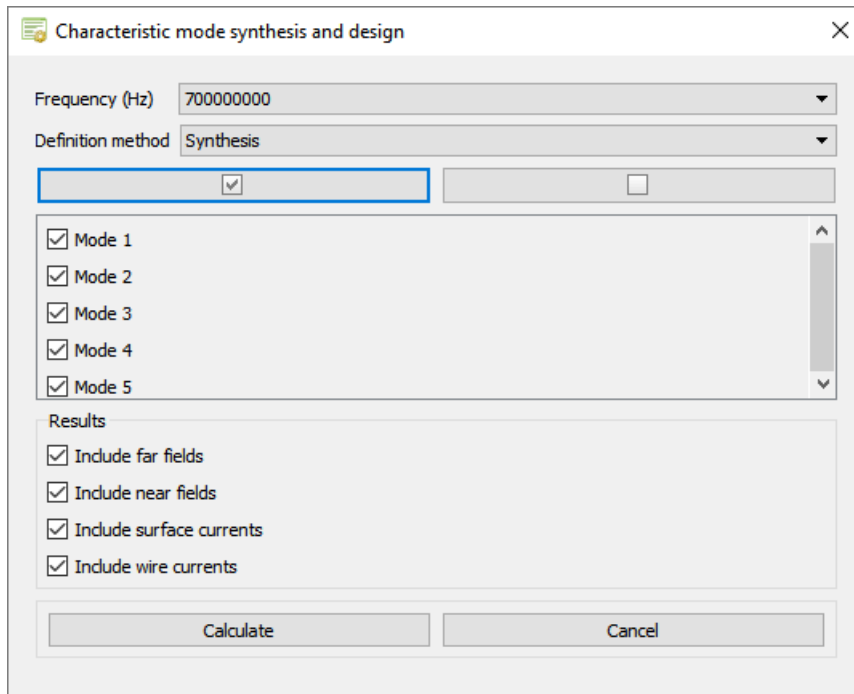 Characteristic mode synthesis and design
Frequency (Hz) 700000000
Definition method Synthesis
Mode 1
Mode 2
Mode 3
Mode 4
Mode 5
Results
Include far fields
Include near fields
Include surface currents
Include wire currents
Calculate Cancel